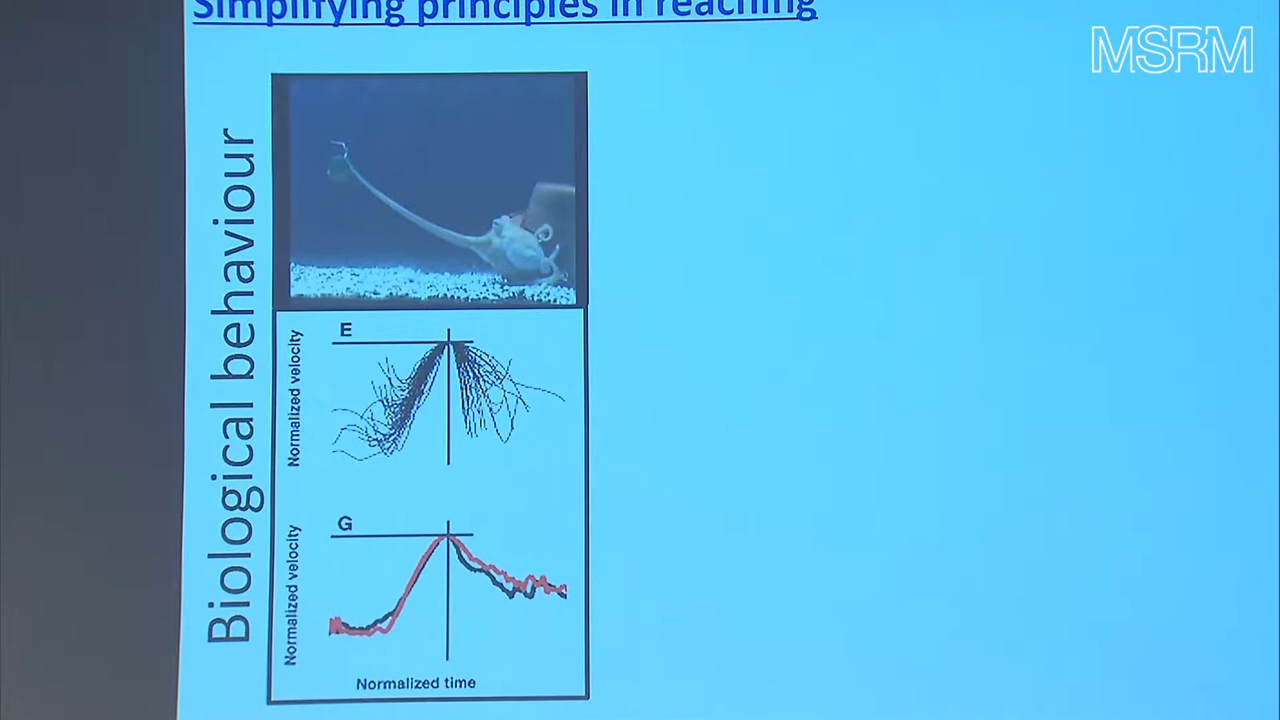 Simplifying principles in reaching
MSRM
Biological behaviour
E
Normalized velocity
G
Normalized velocity
Normalized time